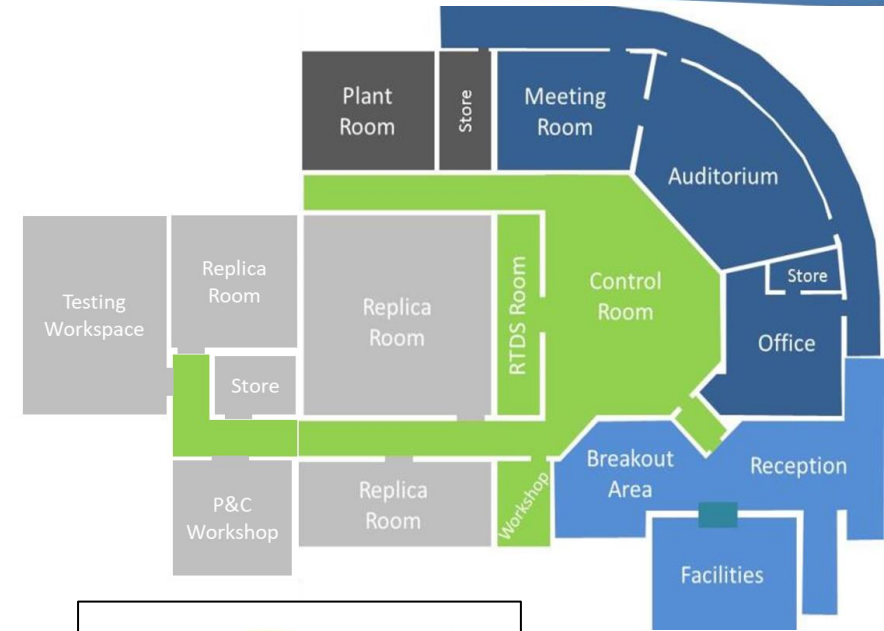 Plant
Room
Store
Meeting
Room
Auditorium
Replica
Room
Testing
Workspace
Replica
Room
RTDS Room
Control
Room
Store
Office
Store
Breakout
Area
Reception
P&C
Workshop
Replica
Room
Workshop
Facilities